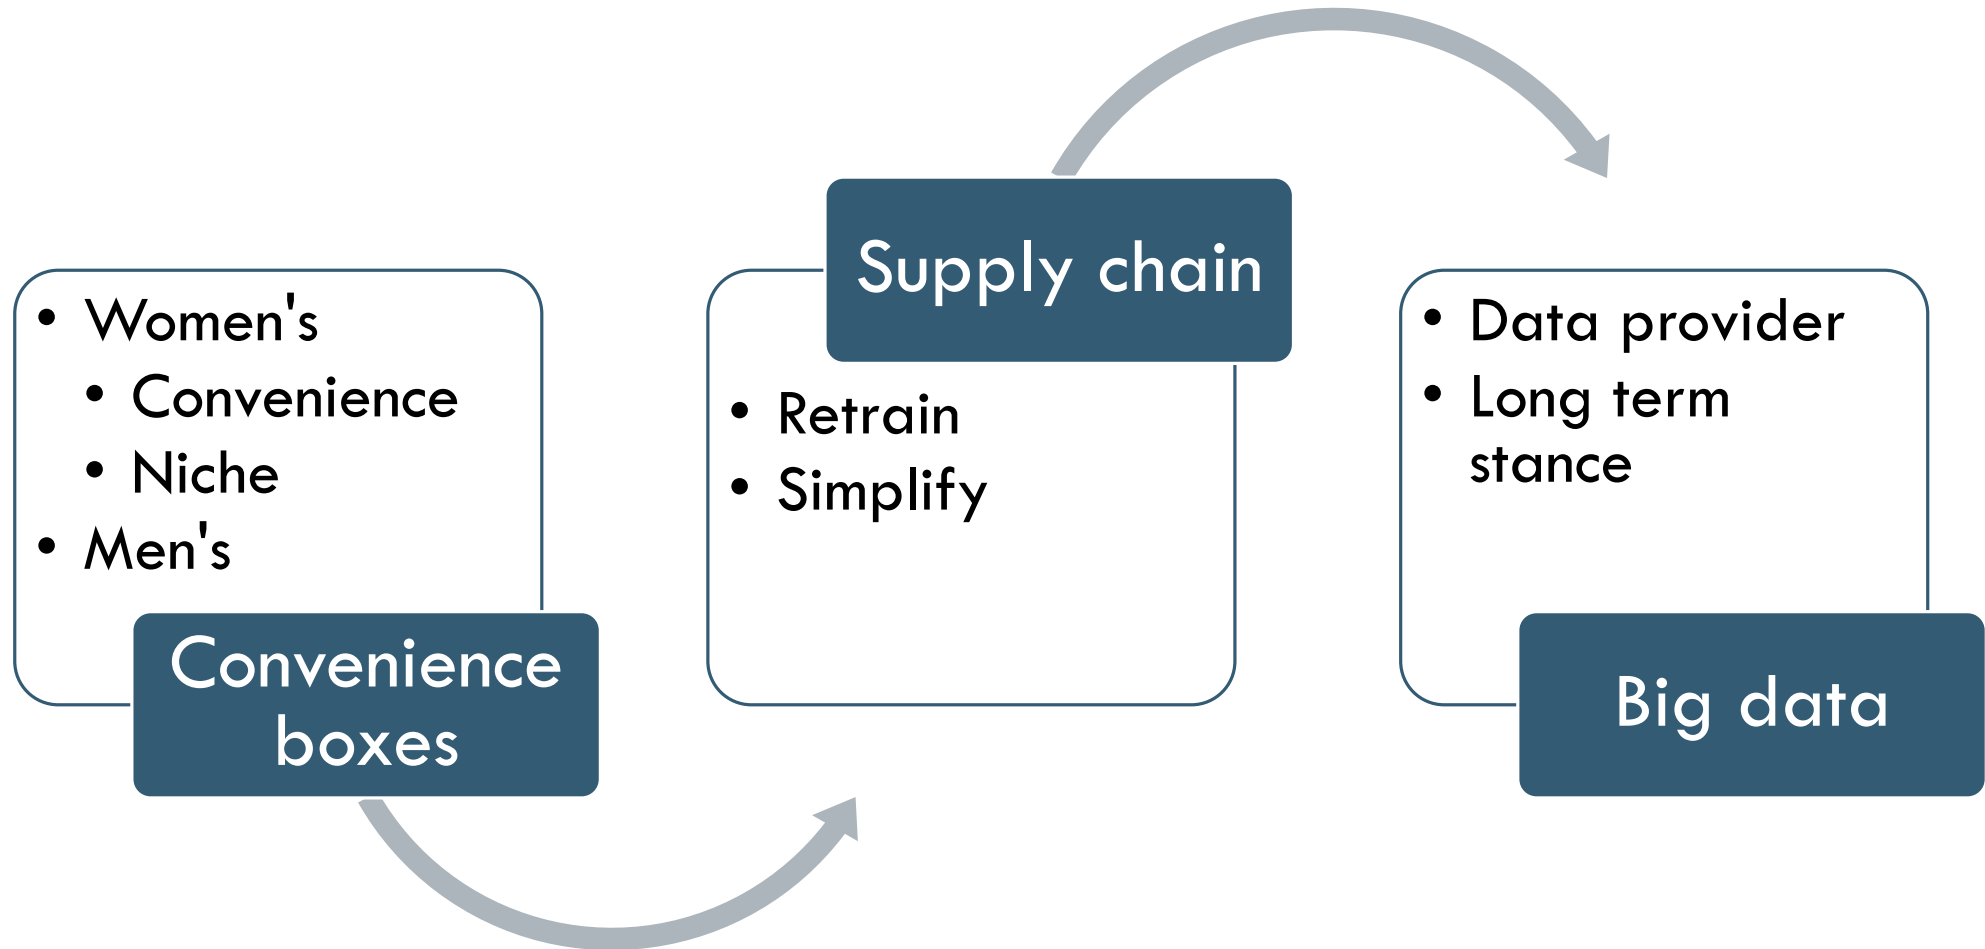 • Women's
• Convenience
• Niche
• Men's
Convenience
boxes
Supply chain
• Retrain
• Simplify
• Data provider
• Long term
stance
Big data